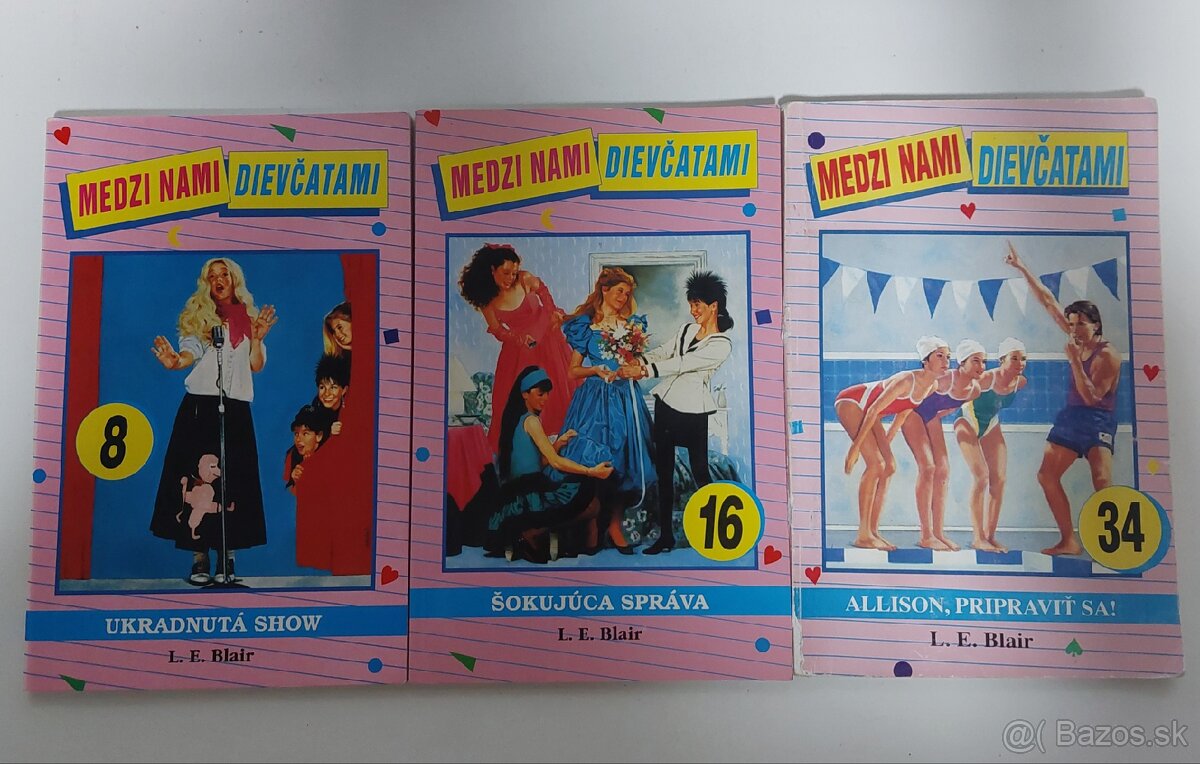 MEDZI NAMI DIEVČATAMI
8
UKRADNUTÁ SHOW
L. E. Blair
MEDZI NAMI DIEVČATAMI
16
ŠOKUJÚCA SPRÁVA
L. E. Blair
MEDZI NAMI DIEVČATAMI
34
ALLISON, PRIPRAVIŤ SA!
L. E. Blair
@( Bazos.sk